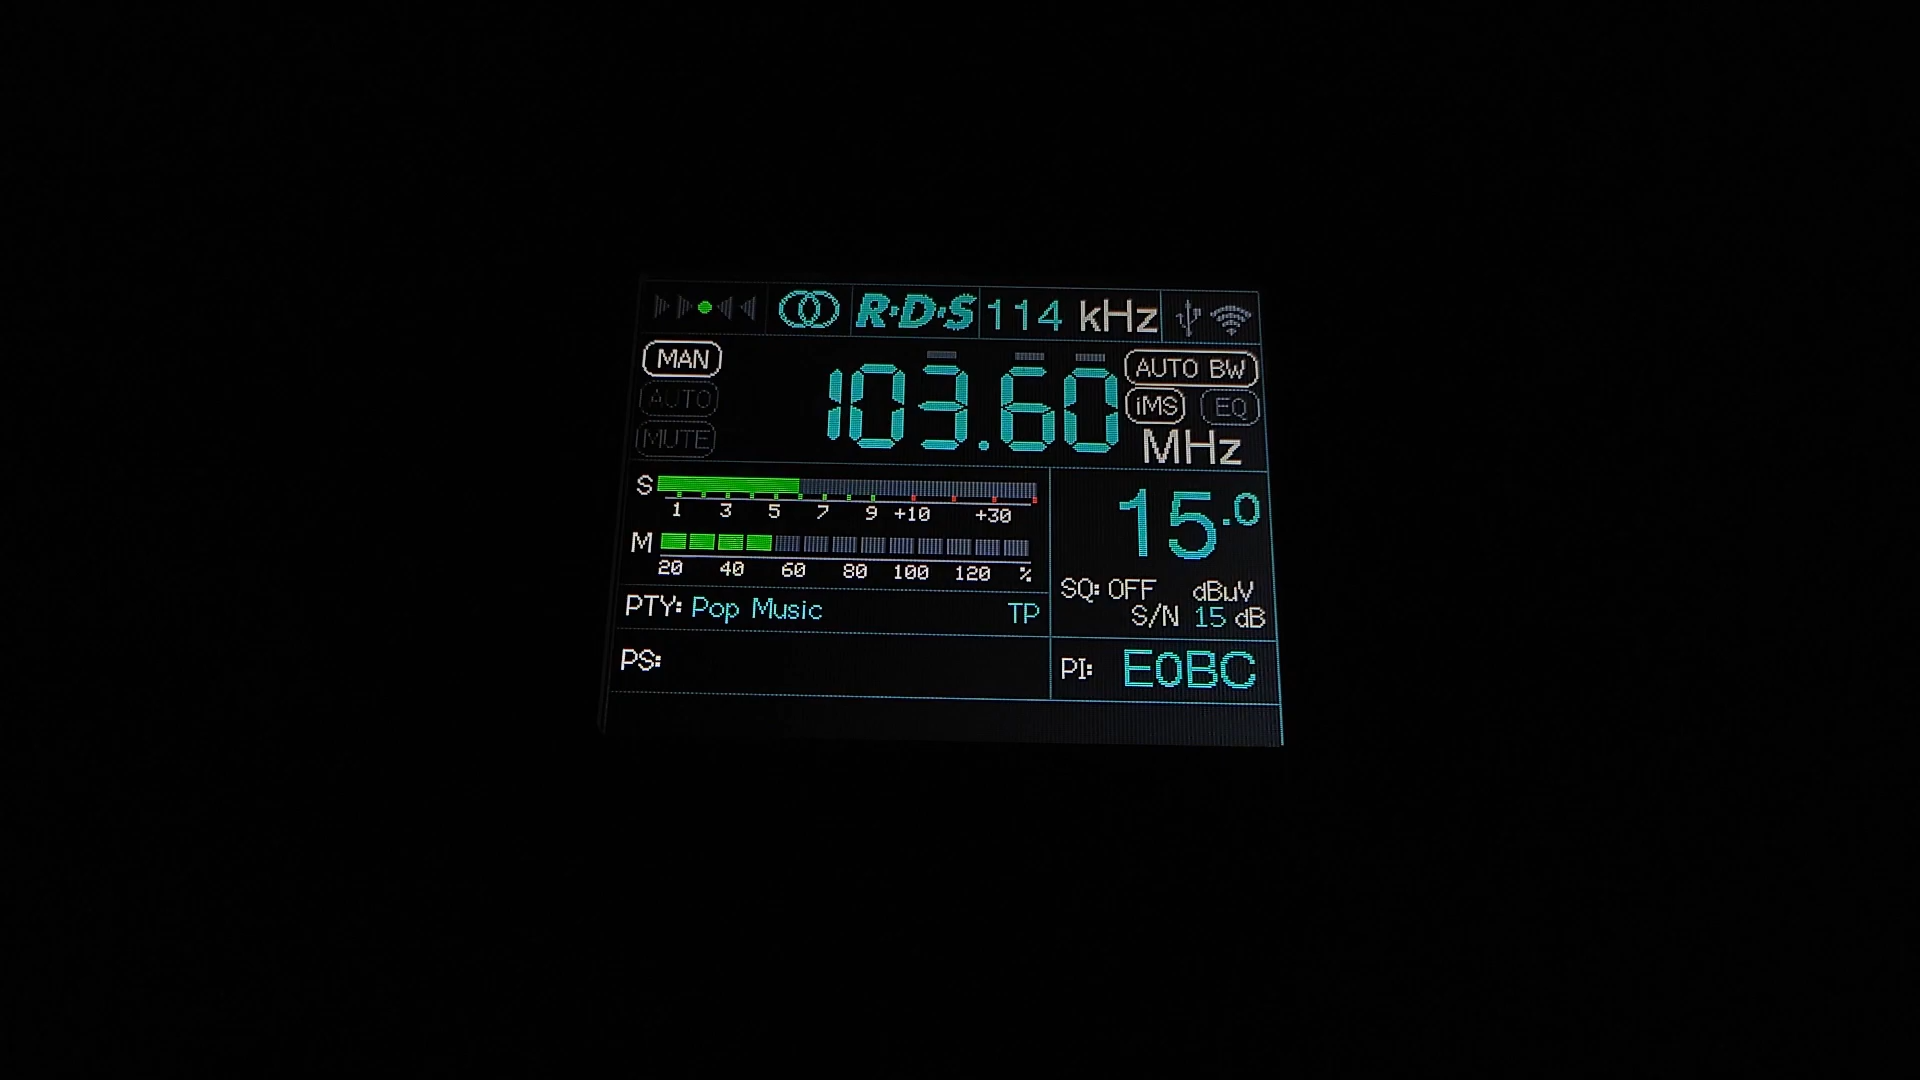 R·D·S 114 kHz
MAN 103.60 AUTO BW
AUTO iMS EQ
MUTE MHz
S
1 3 5 7 9 +10 +30
15.0
M
20 40 60 80 100 120 %
SQ: OFF dBuV
S/N 15 dB
PTY: Pop Music TP
PS:
PI: E0BC